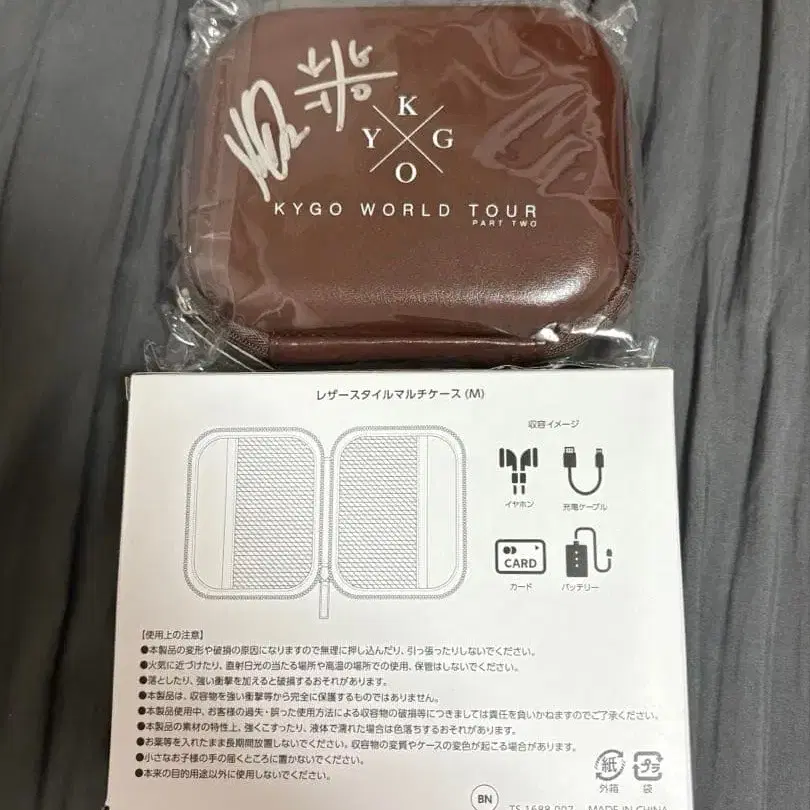 K
Y G
O
K G
Y O
KYGO WORLD TOUR
PART TWO
レザースタイルマルチケース (M)
収容イメージ
イヤホン
充電ケーブル
CARD
カード
バッテリー
【使用上の注意】
●本製品の変形や破損の原因になりますので無理に押し込んだり、引っ張ったりしないでください。
●火気に近づけたり、直射日光の当たる場所や高温の場所での使用、保管はしないでください。
●落としたり、強い衝撃を加えると破損するおそれがあります。
●本製品は、収容物を強い衝撃等から完全に保護するものではありません。
●本製品使用中、お客様の過失・誤った使用方法による収容物の破損等につきましては責任を負いかねますのでご了承ください。
●本製品の素材の特性上、強くこすったり、液体で濡れた場合は色落ちするおそれがあります。
●お薬等を入れたまま長期間放置しないでください。収容物の変質やケースの変色が起こる場合があります。
●小さなお子様の手の届くところに置かないでください。
●本来の目的用途以外に使用しないでください。
紙
外箱
プラ
袋
BN
TS-1688-007 MADE IN CHINA